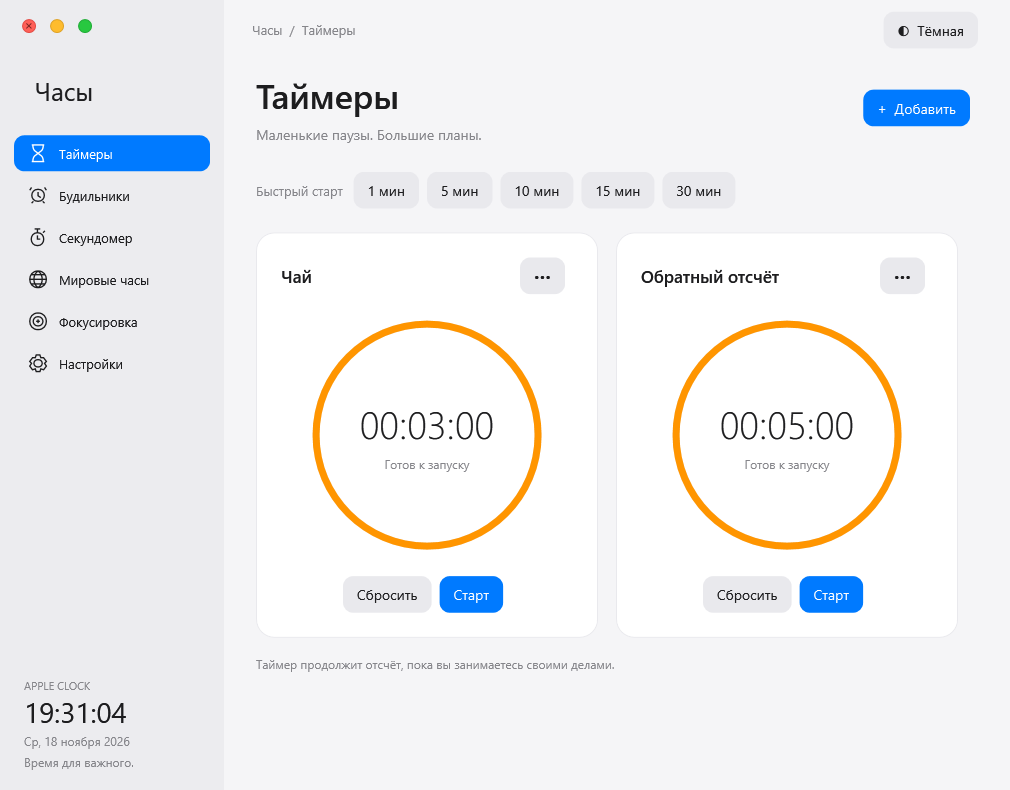 Часы / Таймеры
Тёмная
Часы
Таймеры
Будильники
Секундомер
Мировые часы
Фокусировка
Настройки
APPLE CLOCK
19:31:04
Ср, 18 ноября 2026
Время для важного.
Таймеры
Маленькие паузы. Большие планы.
+ Добавить
Быстрый старт 1 мин 5 мин 10 мин 15 мин 30 мин
Чай
00:03:00
Готов к запуску
Сбросить Старт
Обратный отсчёт
00:05:00
Готов к запуску
Сбросить Старт
Таймер продолжит отсчёт, пока вы занимаетесь своими делами.